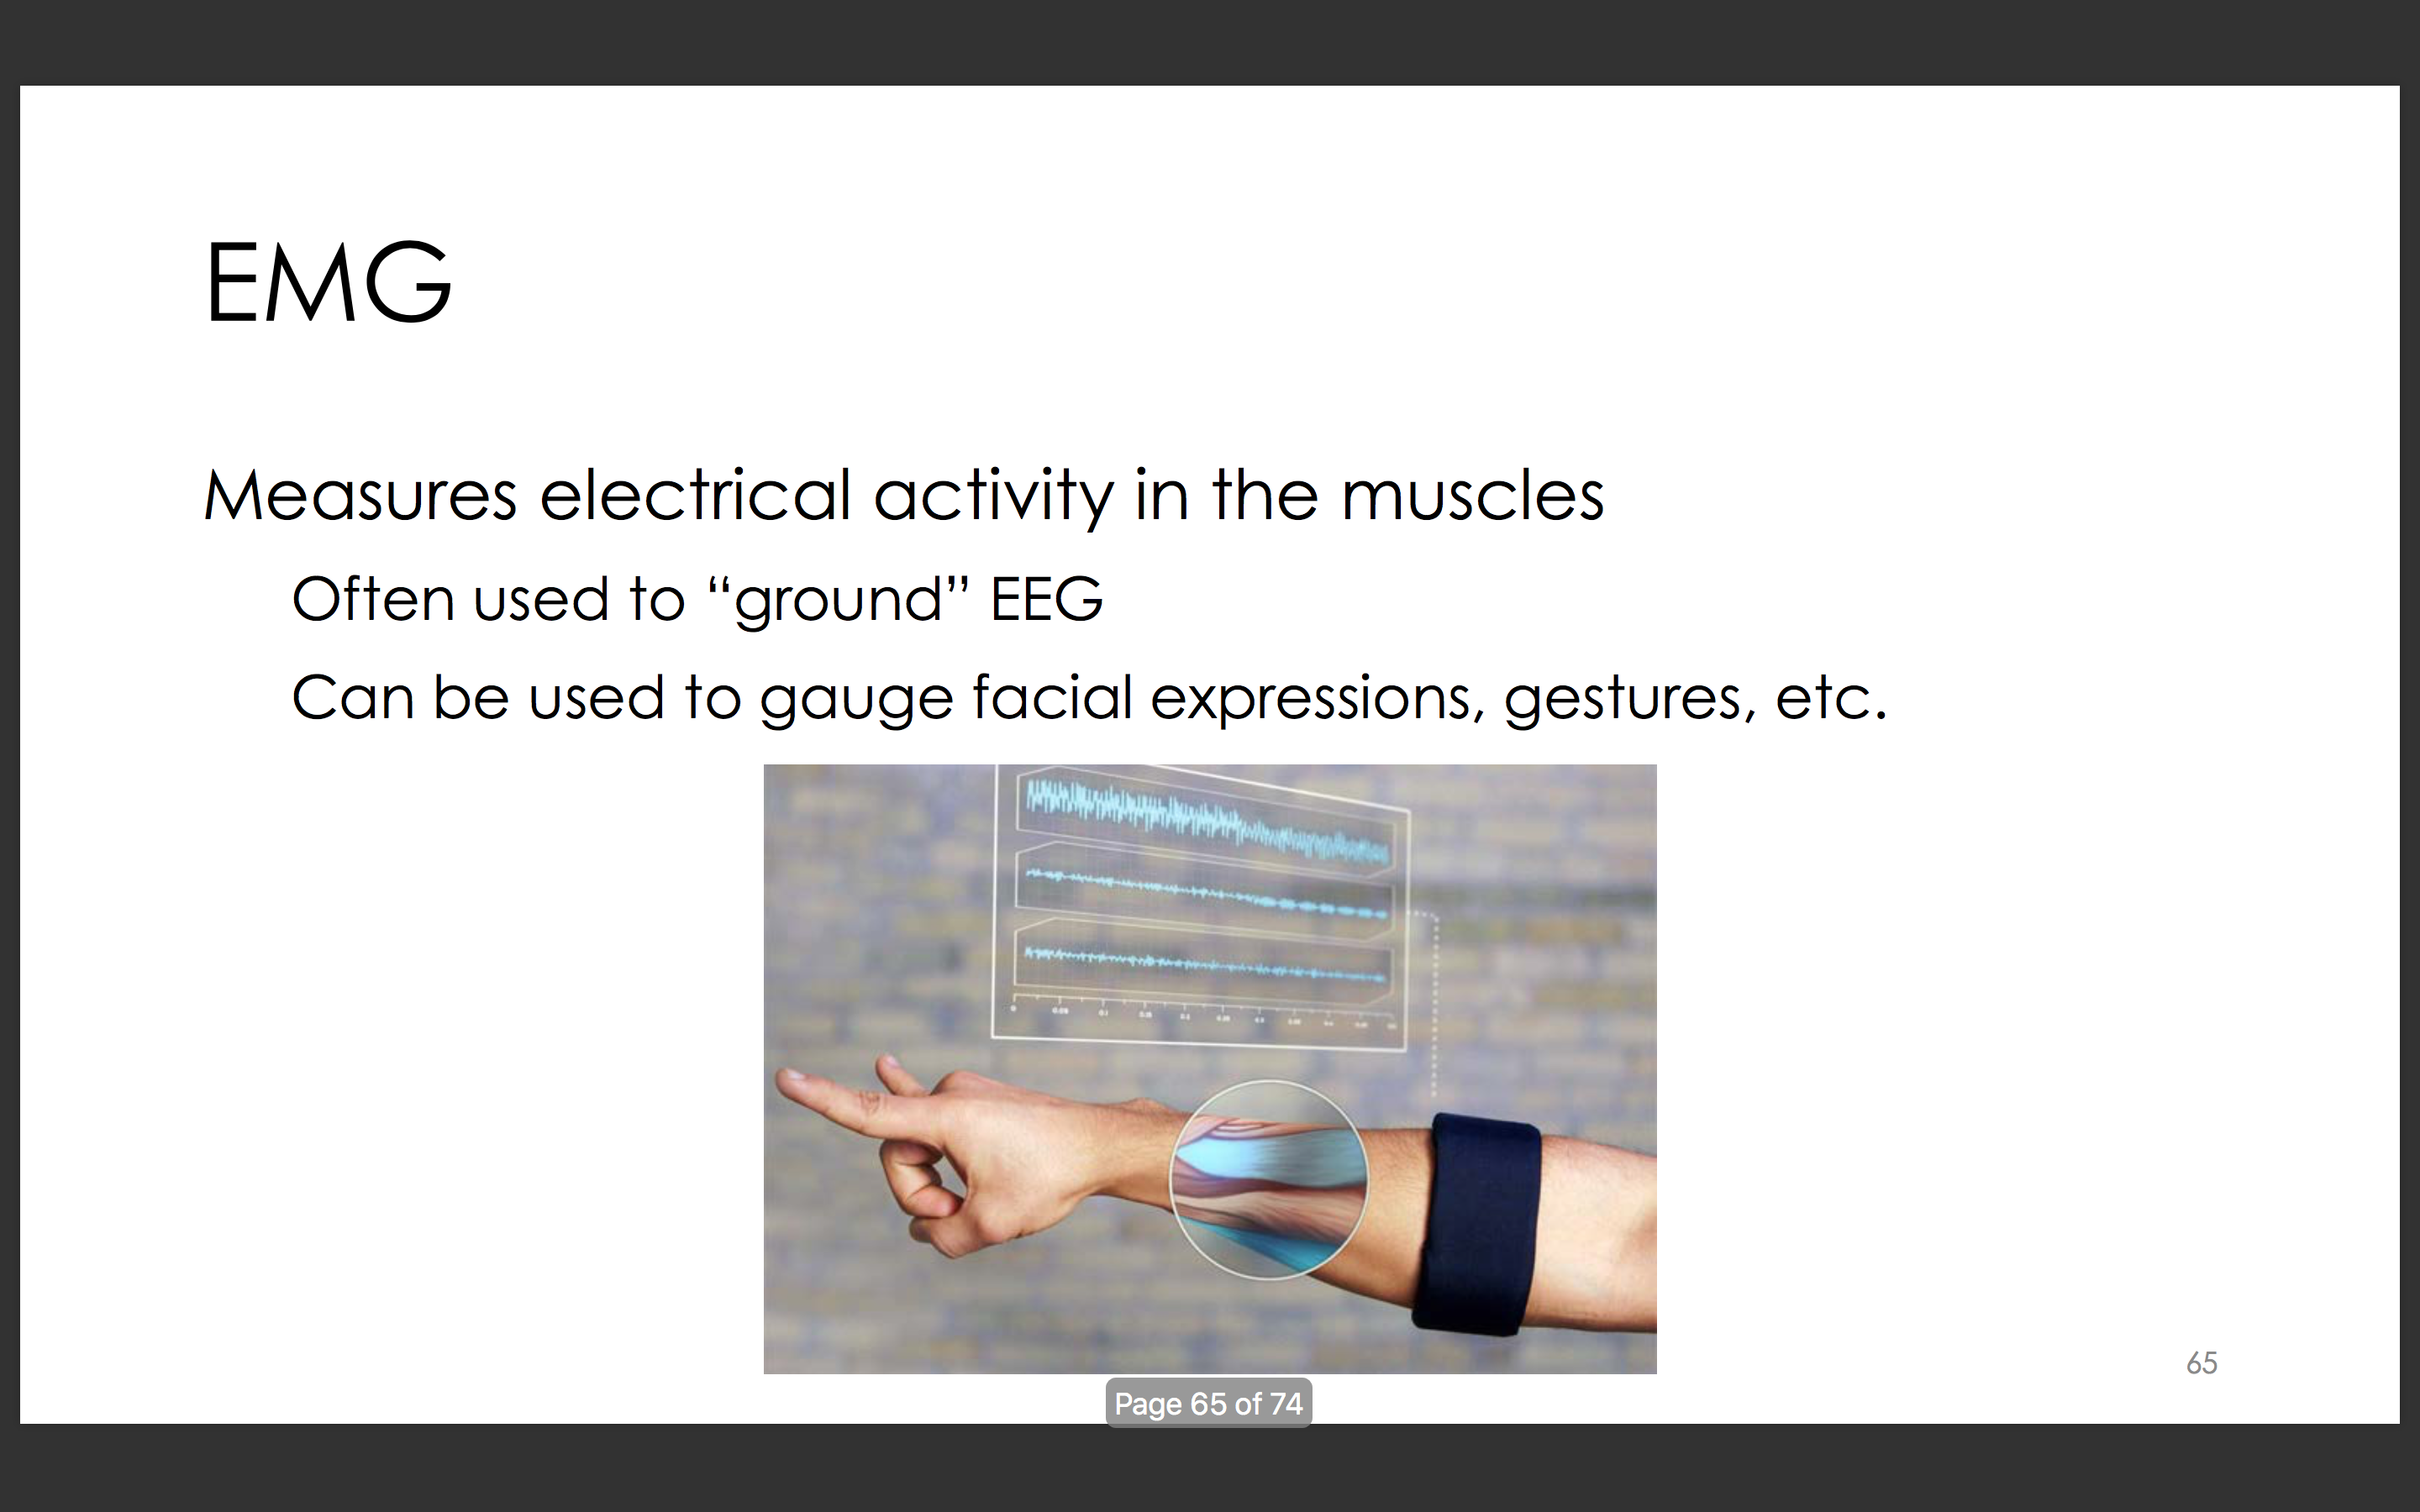 EMG
Measures electrical activity in the muscles
Often used to “ground” EEG
Can be used to gauge facial expressions, gestures, etc.
65
Page 65 of 74